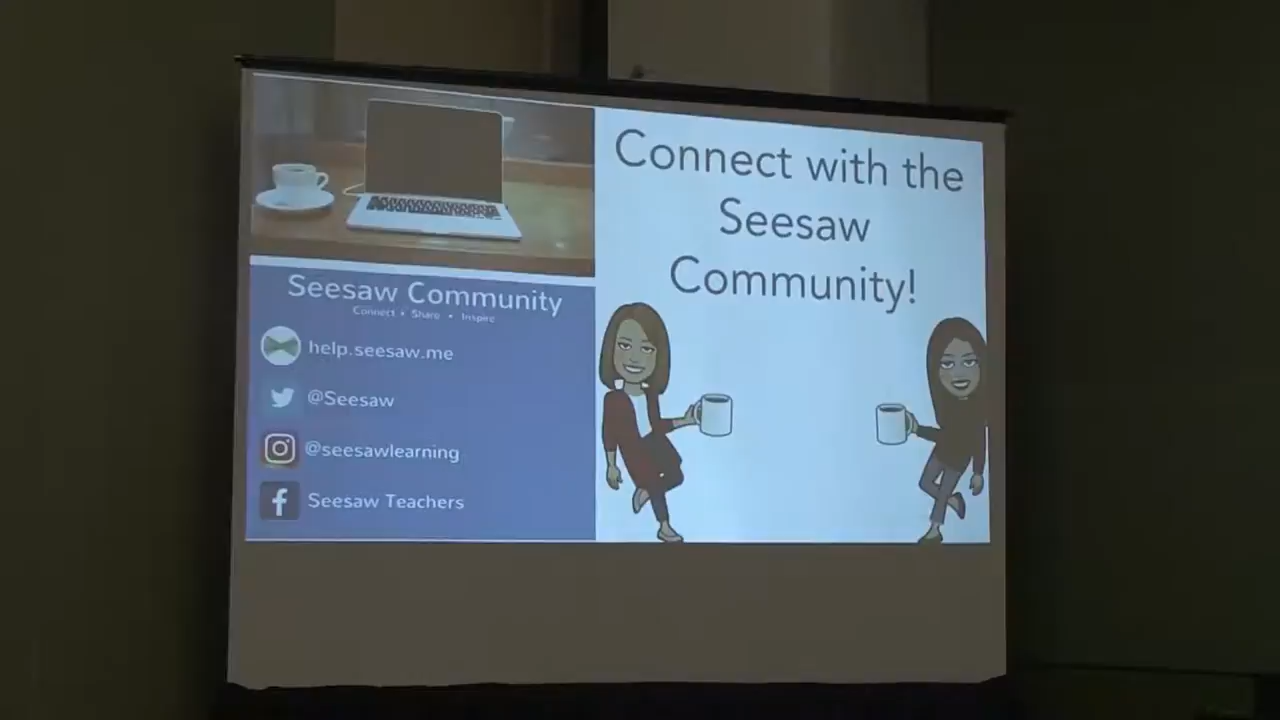 Connect with the
Seesaw
Community!
Seesaw Community
Connect • Share • Inspire
help.seesaw.me
@Seesaw
@seesawlearning
Seesaw Teachers